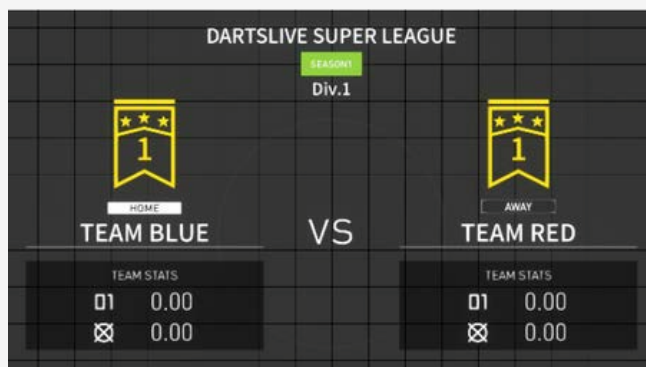 DARTSLIVE SUPER LEAGUE
SEASON1
Div.1
1
HOME
TEAM BLUE
TEAM STATS
01 0.00
0.00
VS
1
AWAY
TEAM RED
TEAM STATS
01 0.00
0.00